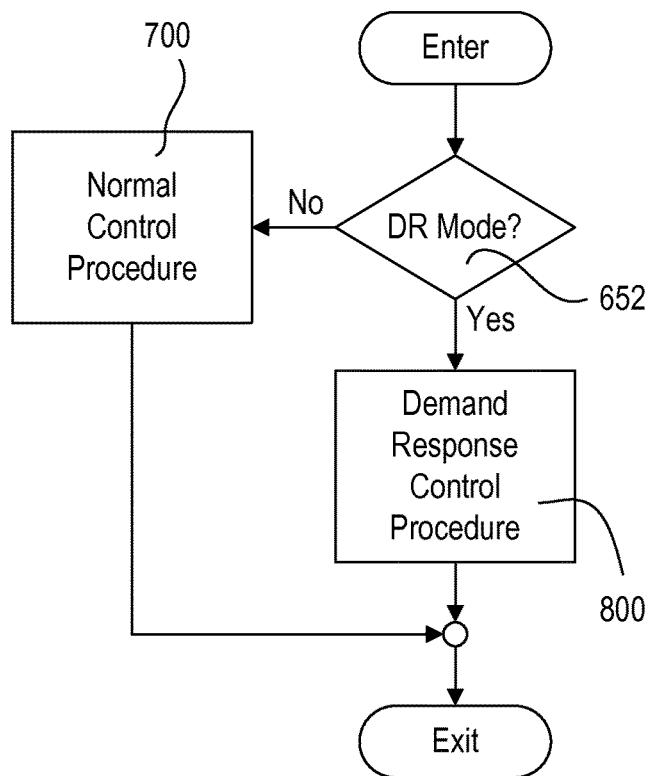 700
Enter
Normal
Control
Procedure
No
DR Mode?
652
Yes
Demand
Response
Control
Procedure
800
Exit